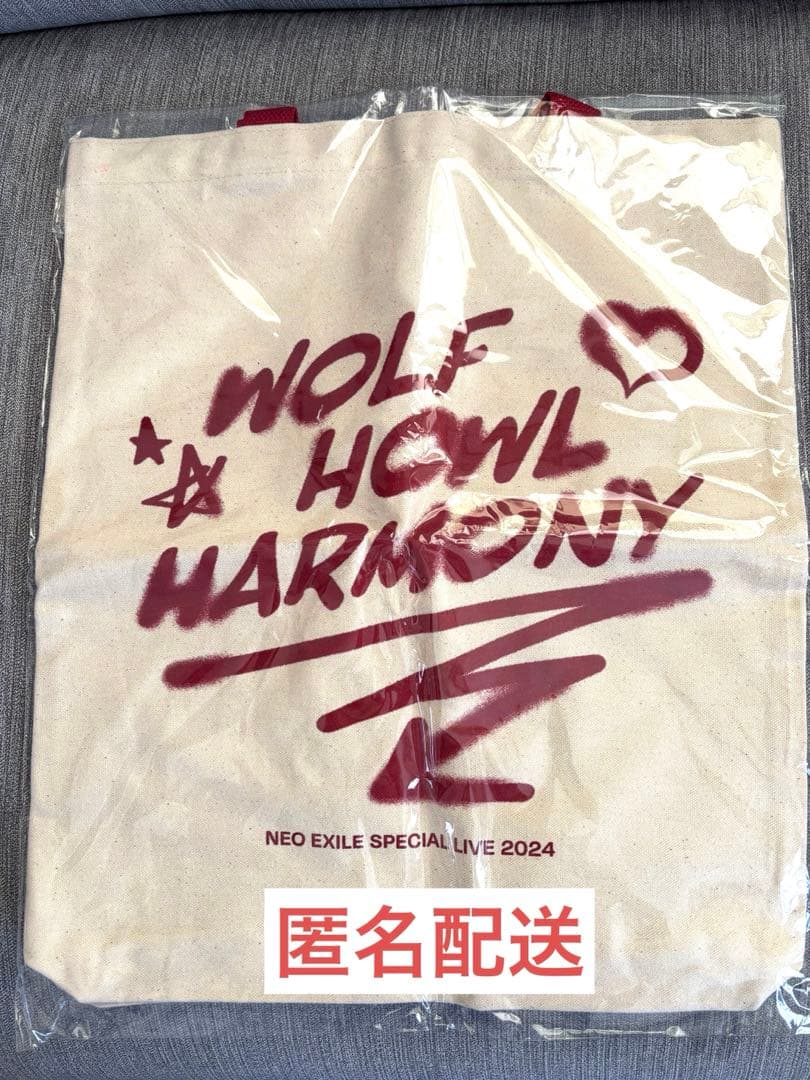 WOLF
HOWL
HARMONY
NEO EXILE SPECIAL LIVE 2024
匿名配送